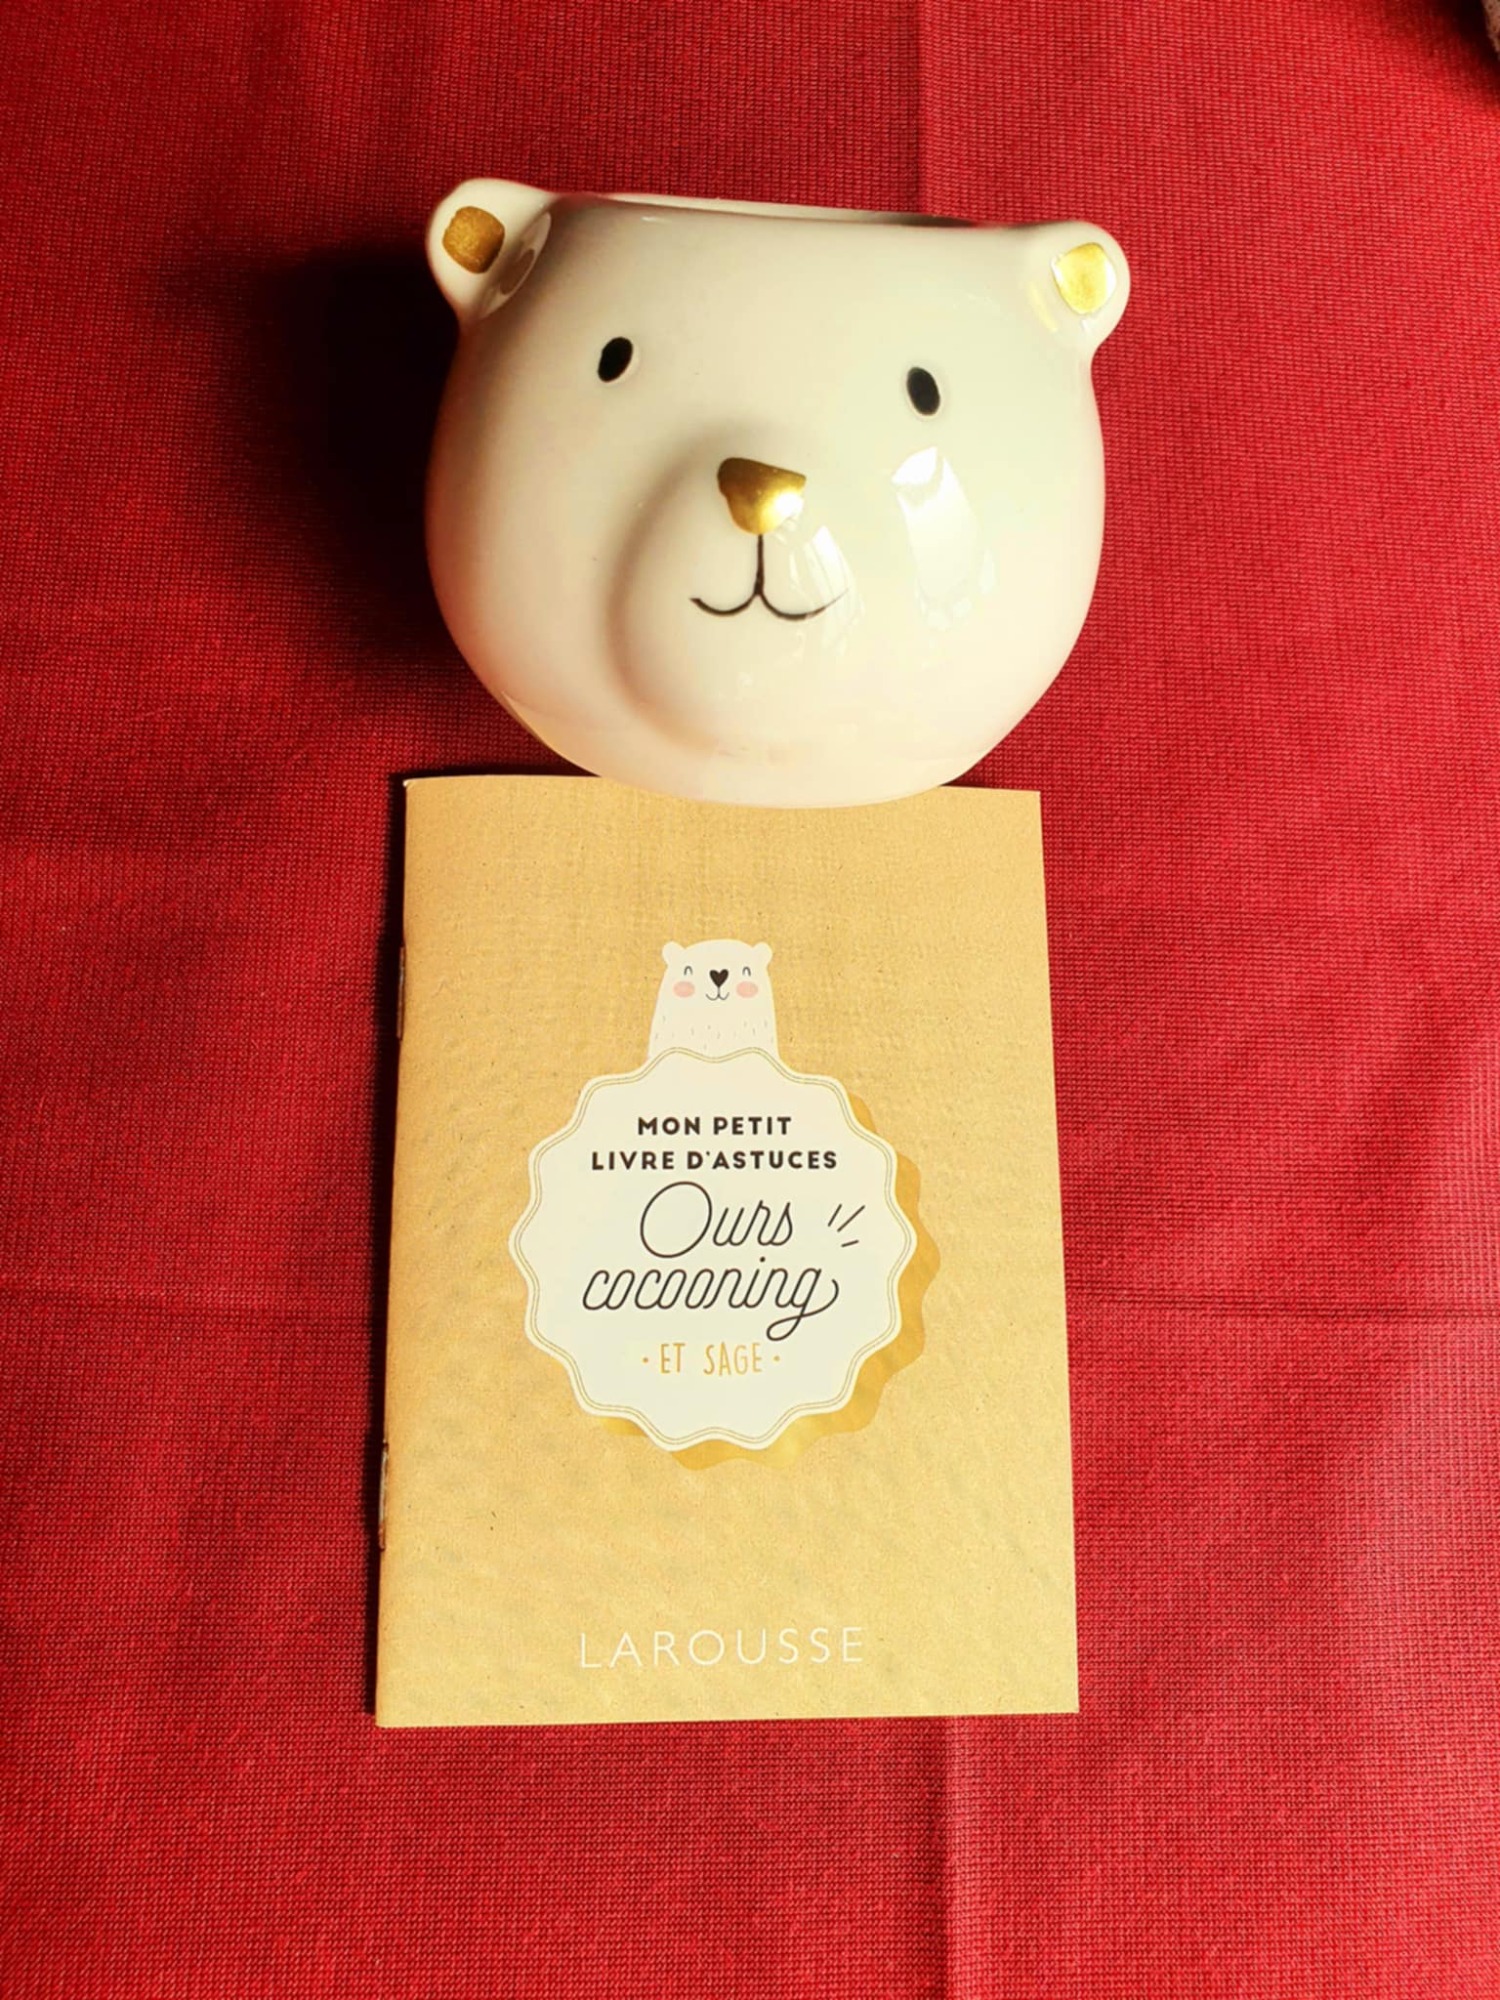 MON PETIT
LIVRE D'ASTUCES
Ours
cocooning
· ET SAGE ·
LAROUSSE